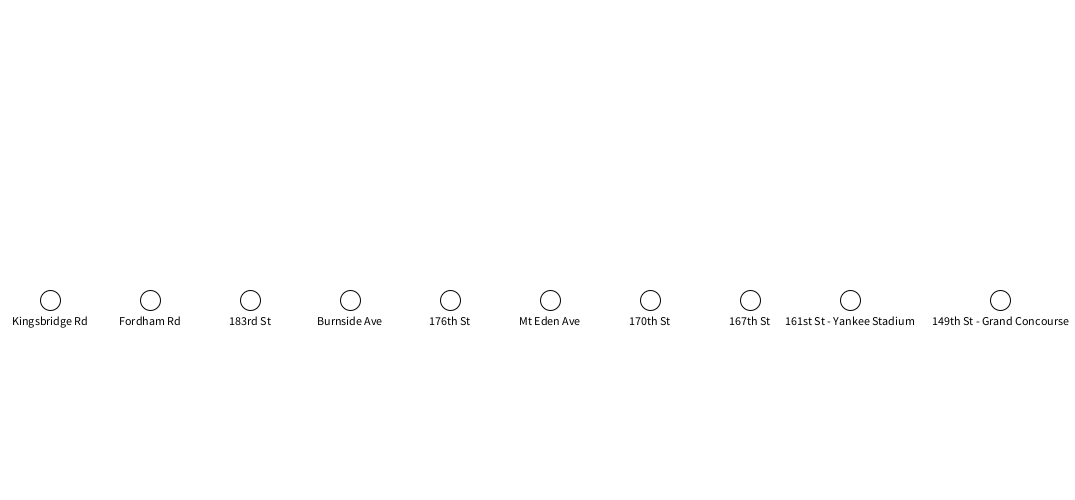 Kingsbridge Rd
Fordham Rd
183rd St
Burnside Ave
176th St
Mt Eden Ave
170th St
167th St
161st St - Yankee Stadium
149th St - Grand Concourse